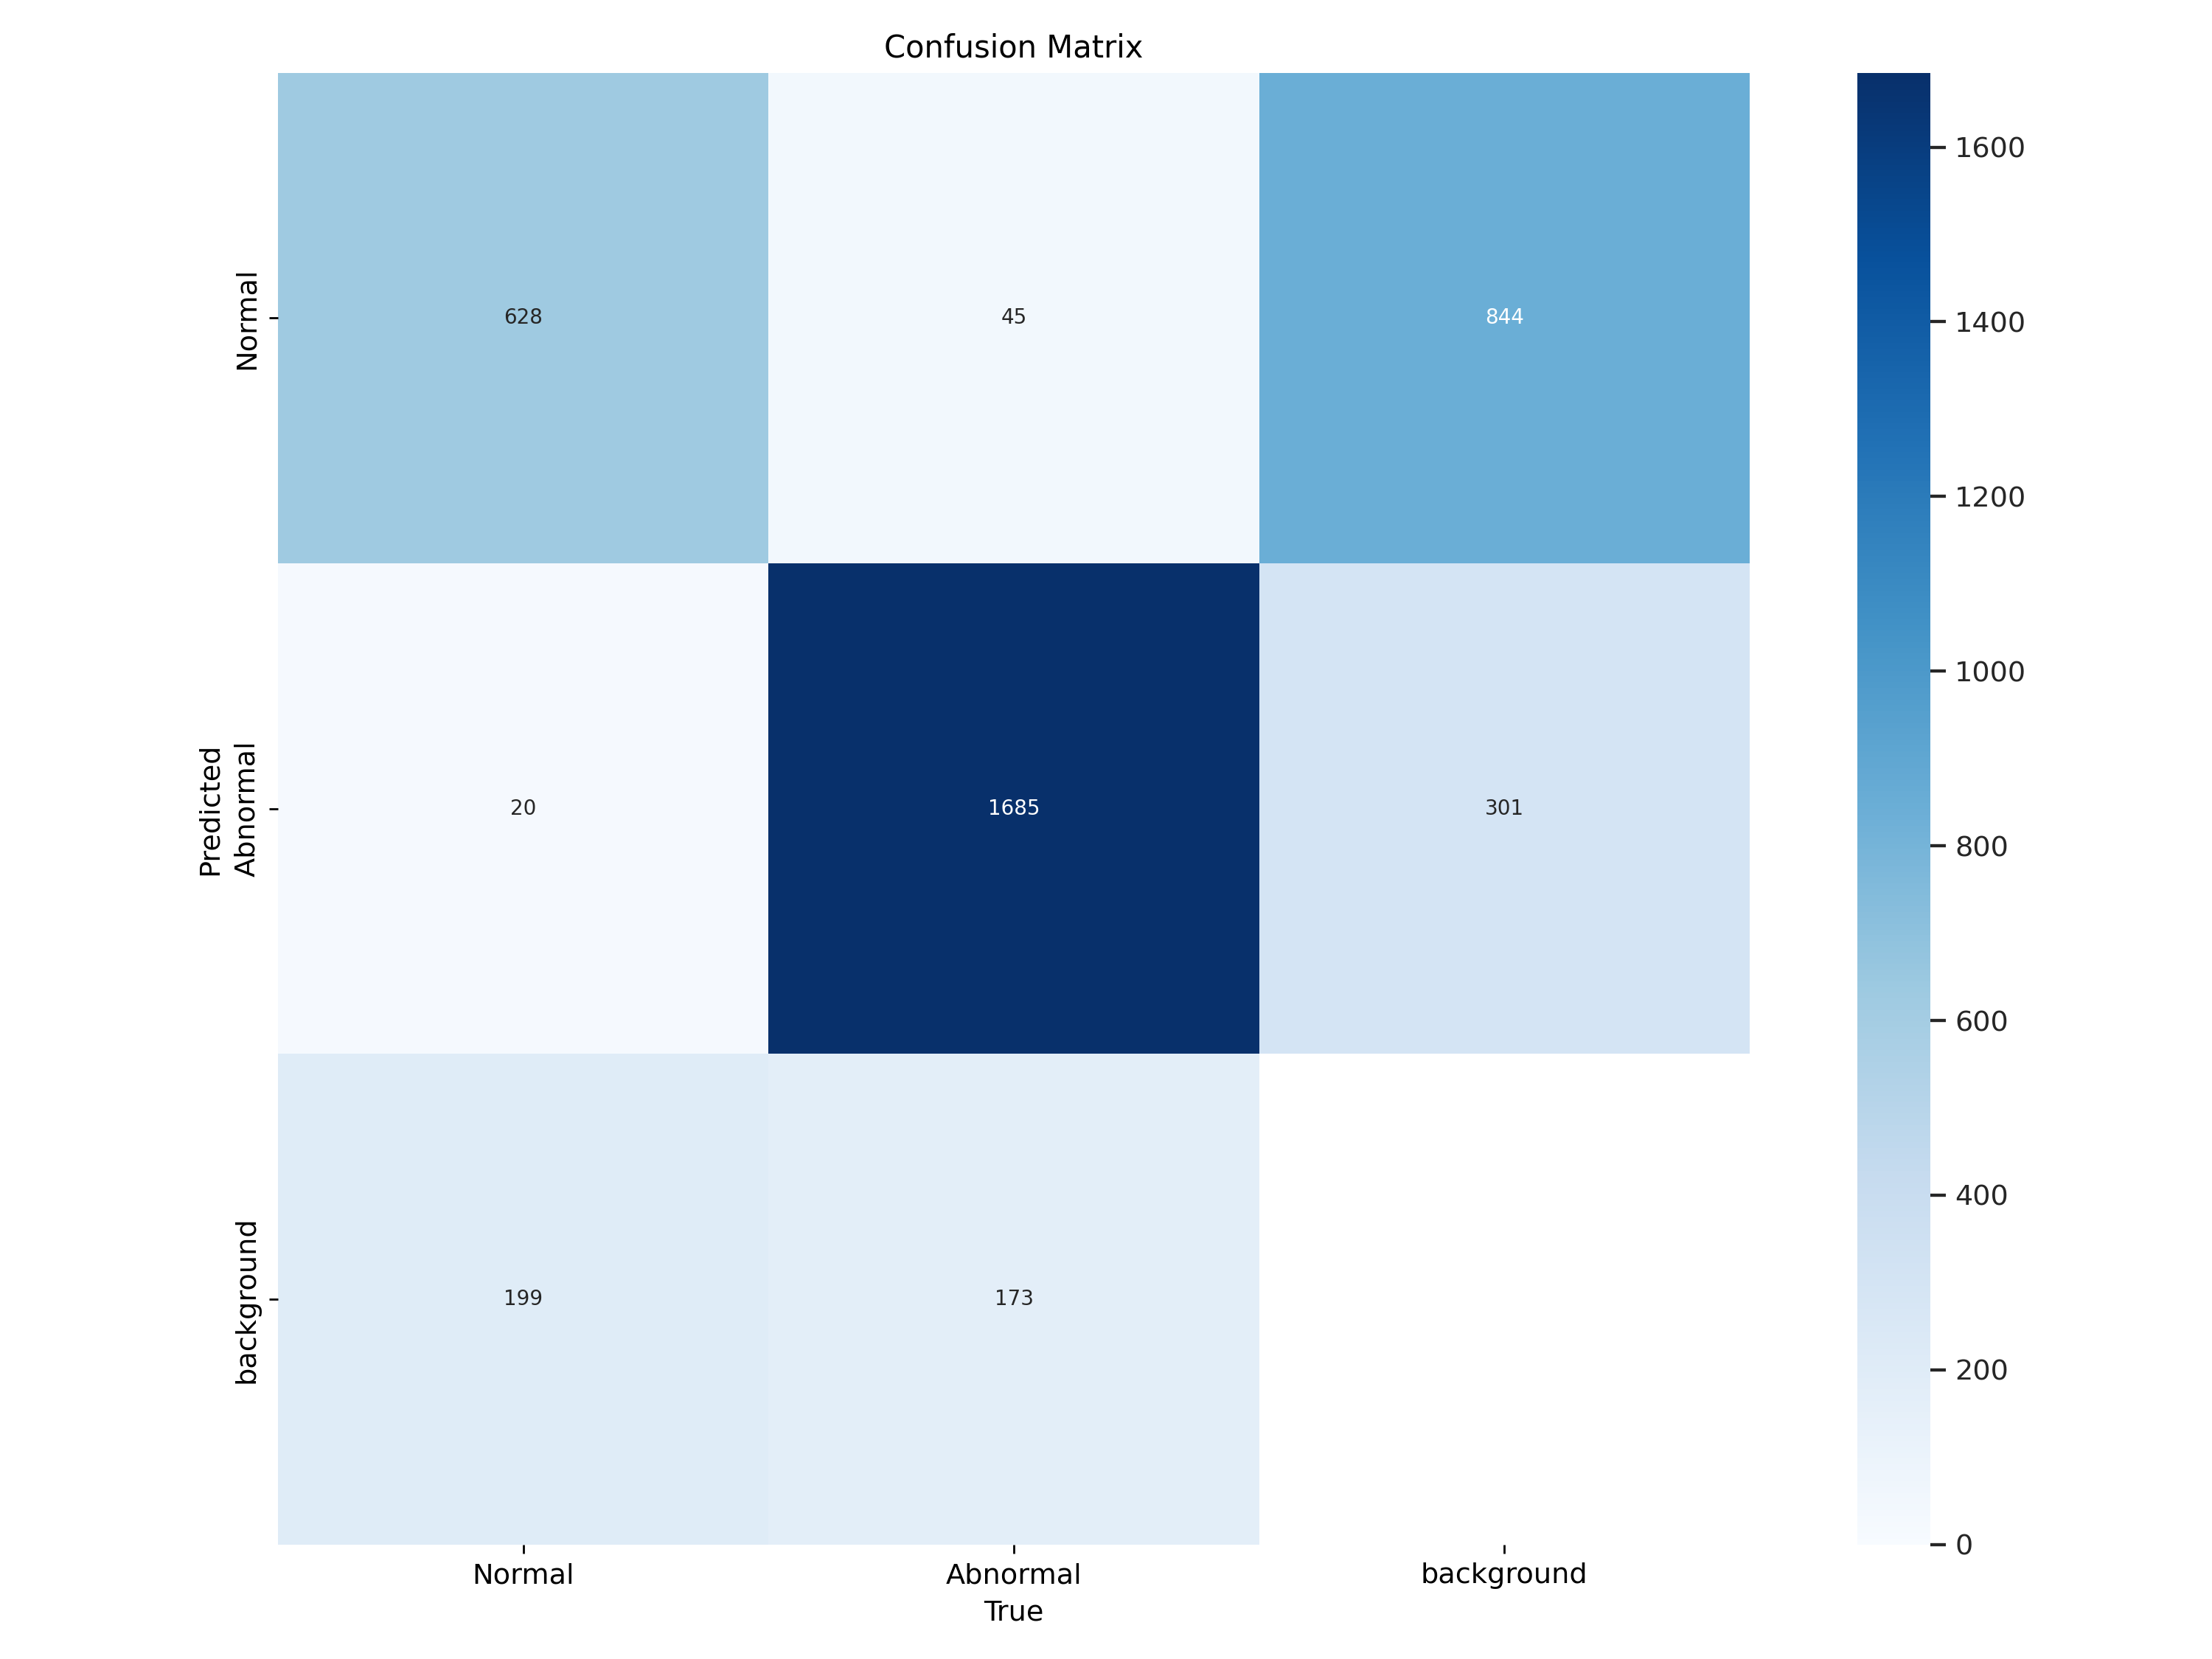 Confusion Matrix
Normal
628
45
844
1600
1400
1200
1000
Predicted
Abnormal
20
1685
301
800
600
400
background
199
173
200
0
Normal
Abnormal
background
True